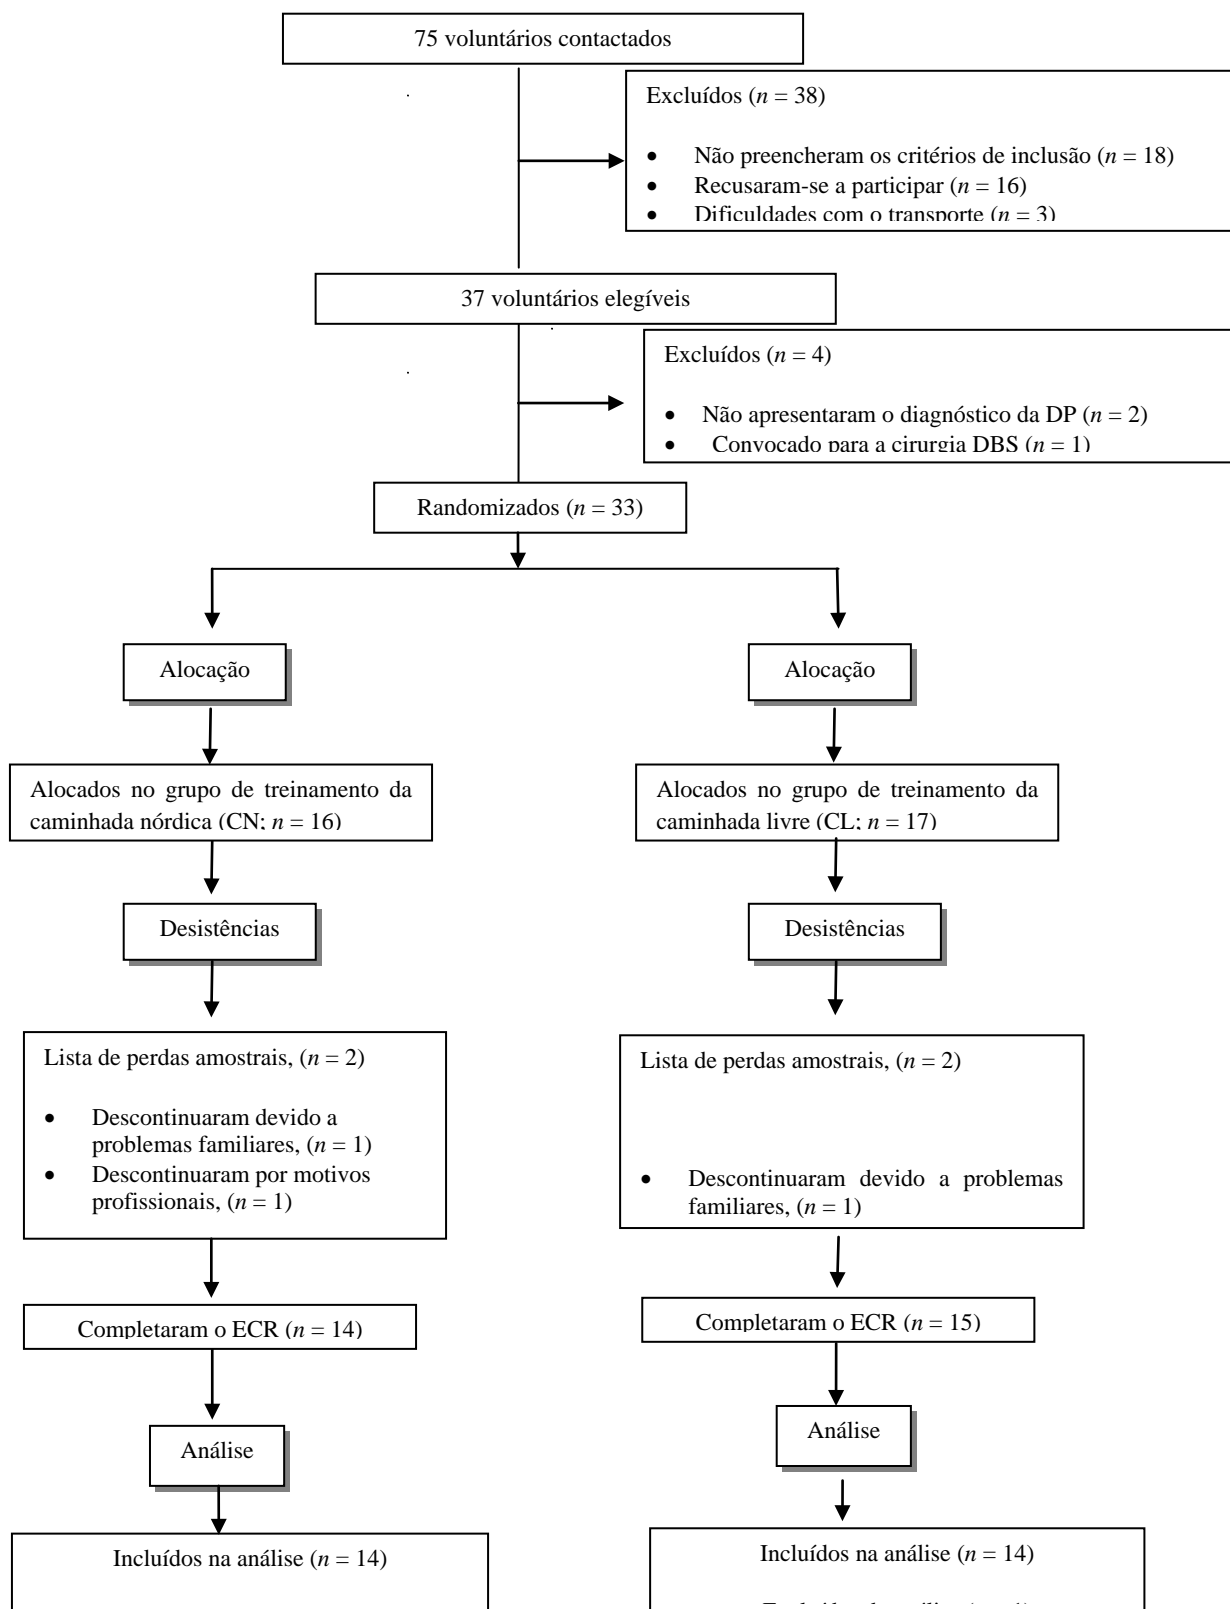 75 voluntários contactados
Excluídos (n = 38)
• Não preencheram os critérios de inclusão (n = 18)
• Recusaram-se a participar (n = 16)
• Dificuldades com o transporte (n = 3)
37 voluntários elegíveis
Excluídos (n = 4)
• Não apresentaram o diagnóstico da DP (n = 2)
• Convocado para a cirurgia DBS (n = 1)
Randomizados (n = 33)
Alocação
Alocação
Alocados no grupo de treinamento da
caminhada nórdica (CN; n = 16)
Alocados no grupo de treinamento da
caminhada livre (CL; n = 17)
Desistências
Desistências
Lista de perdas amostrais, (n = 2)
• Descontinuaram devido a
problemas familiares, (n = 1)
• Descontinuaram por motivos
profissionais, (n = 1)
Lista de perdas amostrais, (n = 2)
• Descontinuaram devido a problemas
familiares, (n = 1)
Completaram o ECR (n = 14)
Completaram o ECR (n = 15)
Análise
Análise
Incluídos na análise (n = 14)
Incluídos na análise (n = 14)